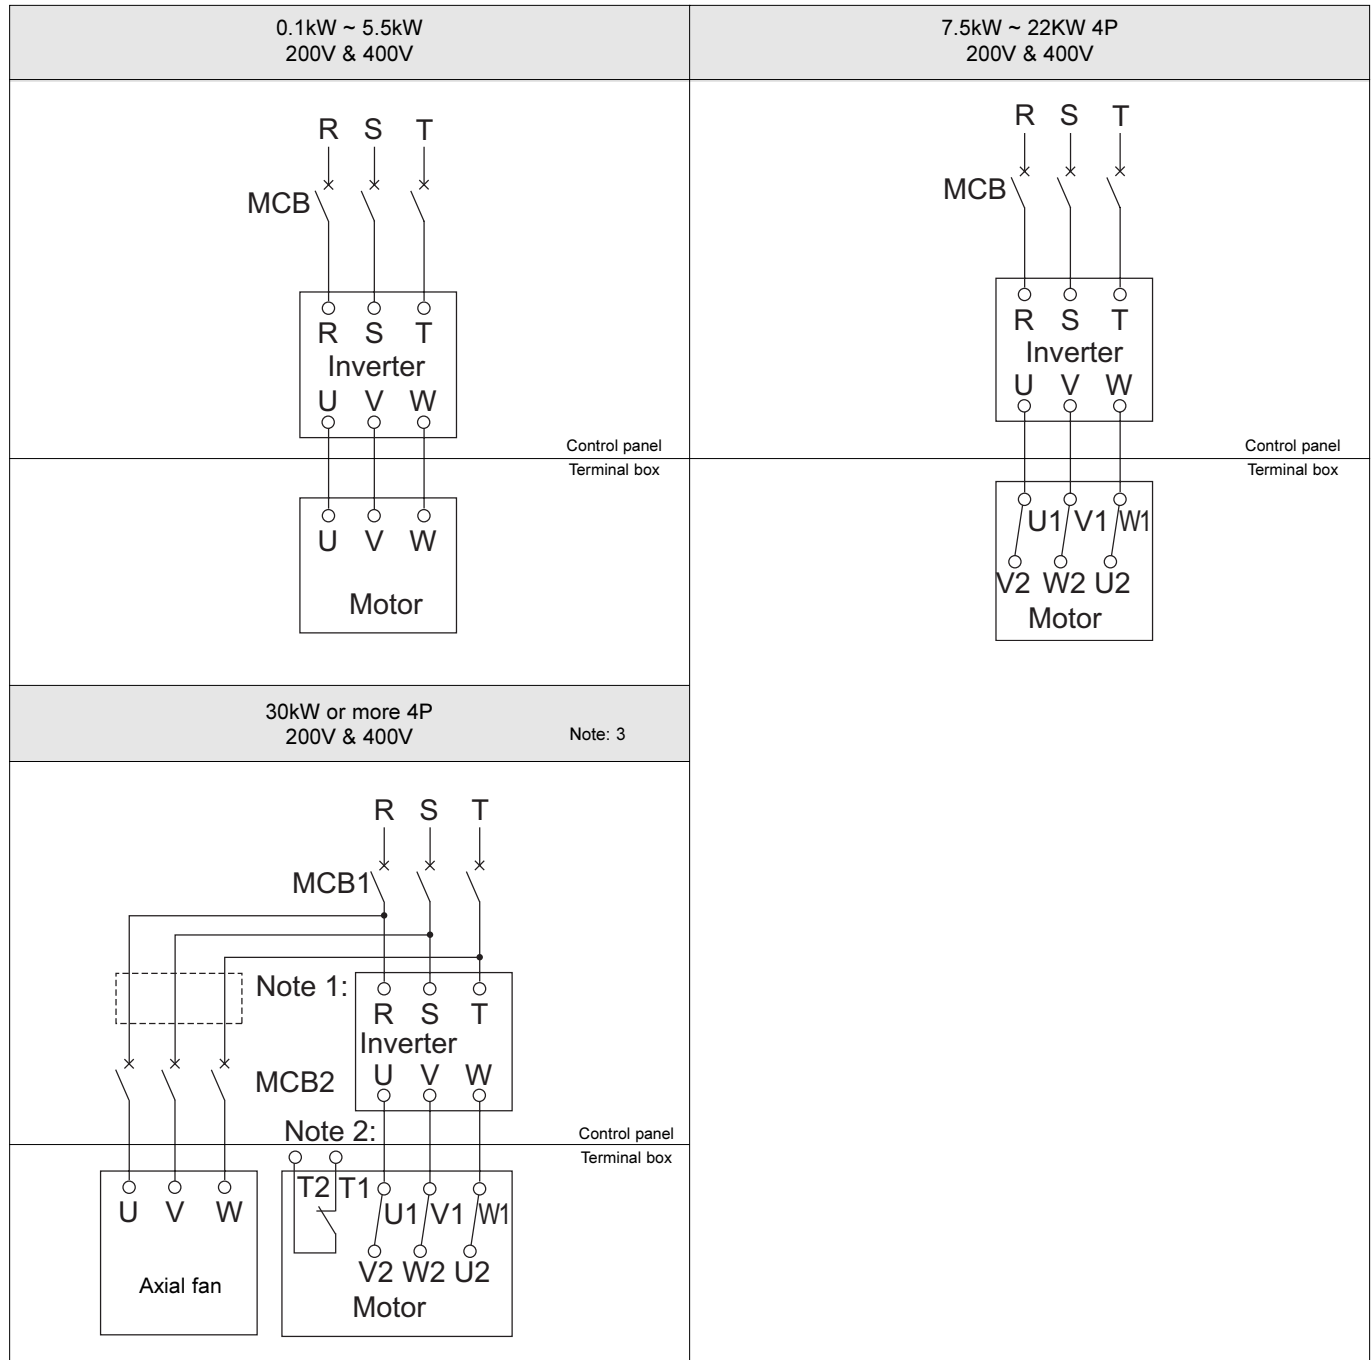 0.1kW ~ 5.5kW
200V & 400V
R S T
MCB
R S T
Inverter
U V W
Control panel
Terminal box
U V W
Motor
7.5kW ~ 22KW 4P
200V & 400V
R S T
MCB
R S T
Inverter
U V W
Control panel
Terminal box
U1 V1 W1
V2 W2 U2
Motor
30kW or more 4P
200V & 400V Note: 3
R S T
MCB1
Note 1:
R S T
Inverter
MCB2
U V W
Note 2:
Control panel
Terminal box
U V W
Axial fan
T2 T1
U1 V1 W1
V2 W2 U2
Motor